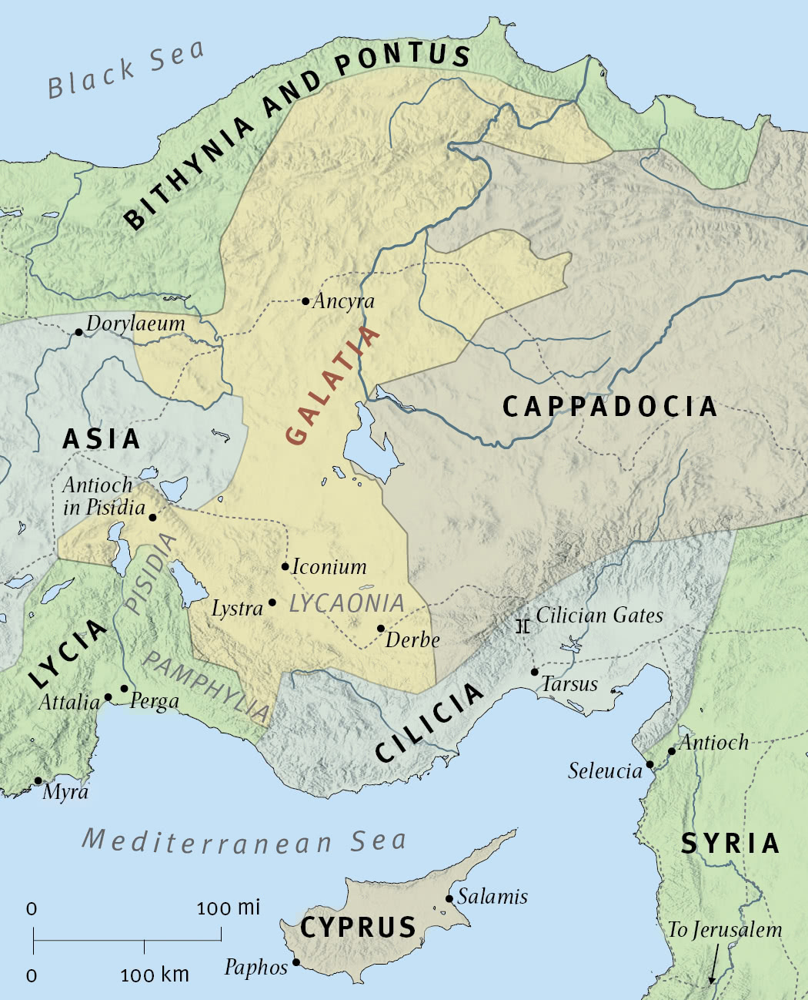 Black Sea
BITHYNIA AND PONTUS
Ancyra
Dorylaeum
GALATIA
CAPPADOCIA
ASIA
Antioch
in Pisidia
PISIDIA
Iconium
Lystra
LYCAONIA
Derbe
Cilician Gates
LYCIA
PAMPHYLIA
Tarsus
Attalia
Perga
CILICIA
Antioch
Seleucia
Myra
Mediterranean Sea
SYRIA
Salamis
CYPRUS
To Jerusalem
Paphos
0 100 mi
0 100 km